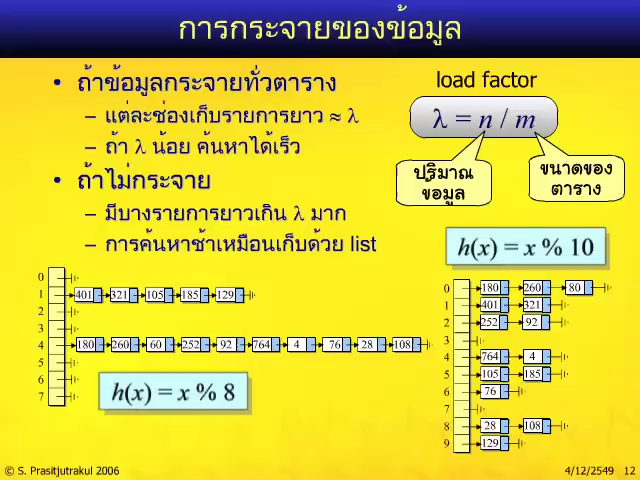 การกระจายของข้อมูล
• ถ้าข้อมูลกระจายทั่วตาราง
– แต่ละช่องเก็บรายการยาว ≈ λ
– ถ้า λ น้อย ค้นหาได้เร็ว
• ถ้าไม่กระจาย
– มีบางรายการยาวเกิน λ มาก
– การค้นหาช้าเหมือนเก็บด้วย list
load factor
λ = n / m
ปริมาณ
ข้อมูล
ขนาดของ
ตาราง
0
1 401 321 105 185 129
2
3
4 180 260 60 252 92 764 4 76 28 108
5
6
7
h(x) = x % 8
h(x) = x % 10
0 180 260 80
1 401 321
2 252 92
3
4 764 4
5 105 185
6 76
7
8 28 108
9 129
© S. Prasitjutrakul 2006
4/12/2549 12